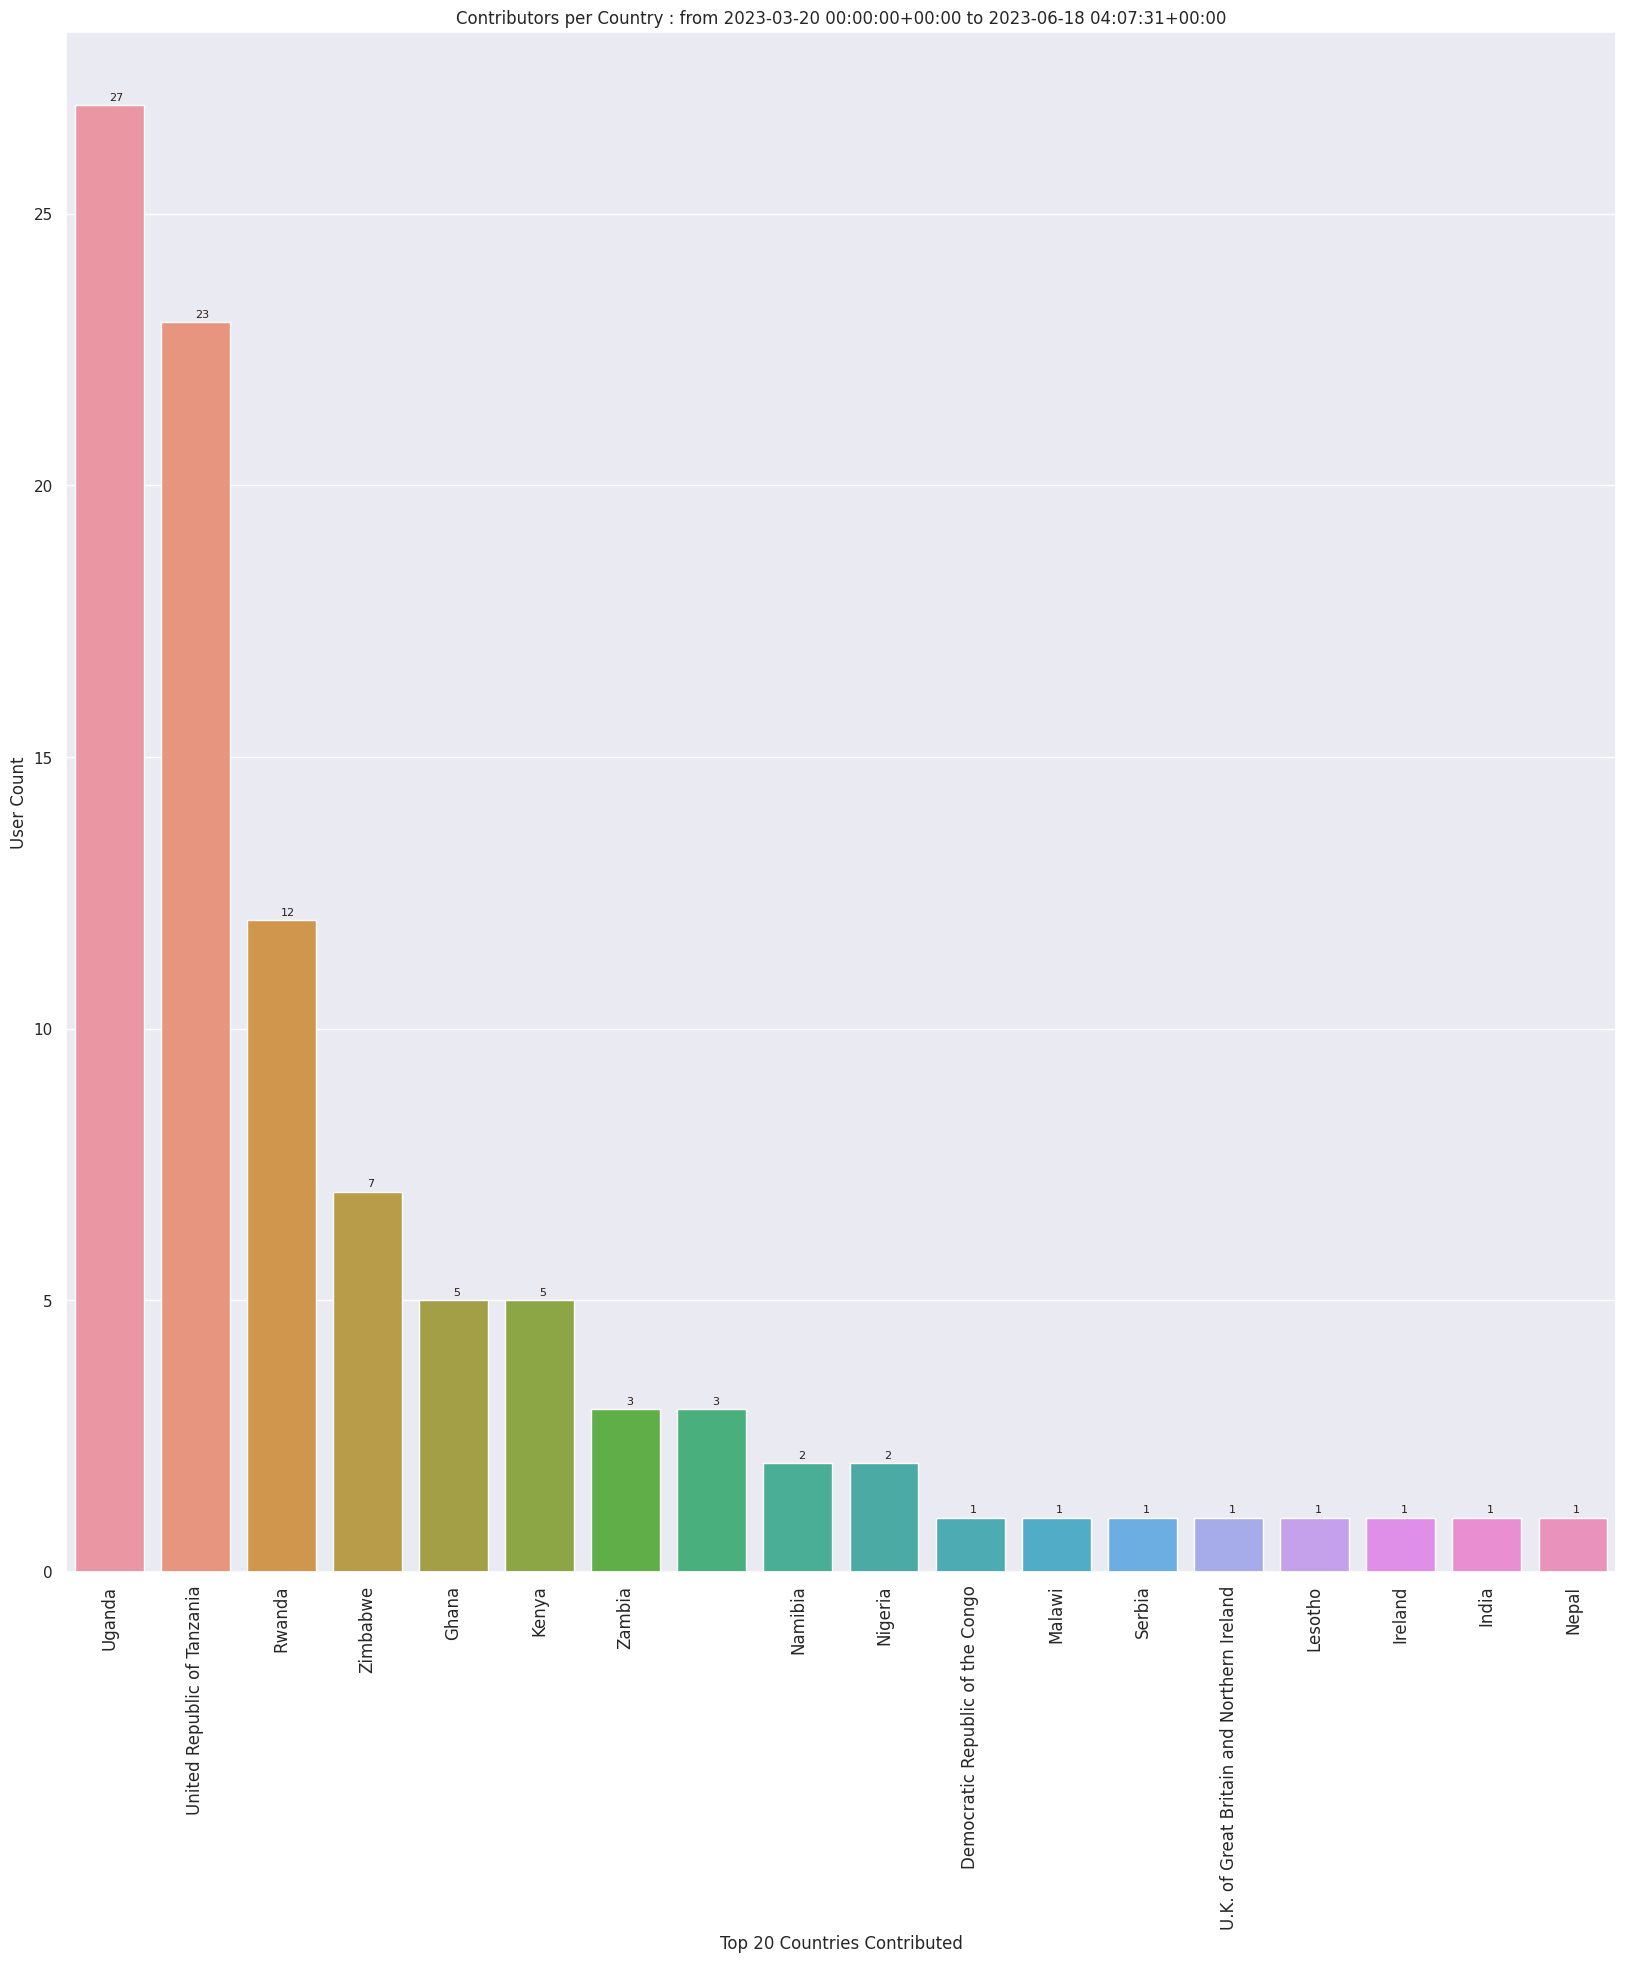 Contributors per Country : from 2023-03-20 00:00:00+00:00 to 2023-06-18 04:07:31+00:00
User Count
25
20
15
10
5
0
27
23
12
7
5
5
3
3
2
2
1
1
1
1
1
1
1
1
Uganda
United Republic of Tanzania
Rwanda
Zimbabwe
Ghana
Kenya
Zambia
Namibia
Nigeria
Democratic Republic of the Congo
Malawi
Serbia
U.K. of Great Britain and Northern Ireland
Lesotho
Ireland
India
Nepal
Top 20 Countries Contributed